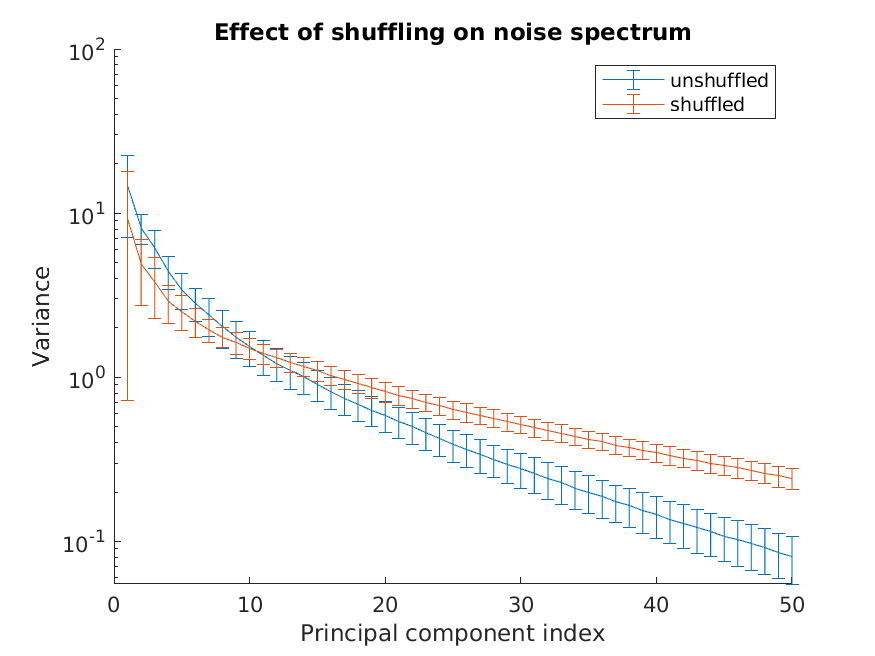 Effect of shuffling on noise spectrum
unshuffled
shuffled
Variance
10^2
10^1
10^0
10^-1
0 10 20 30 40 50
Principal component index